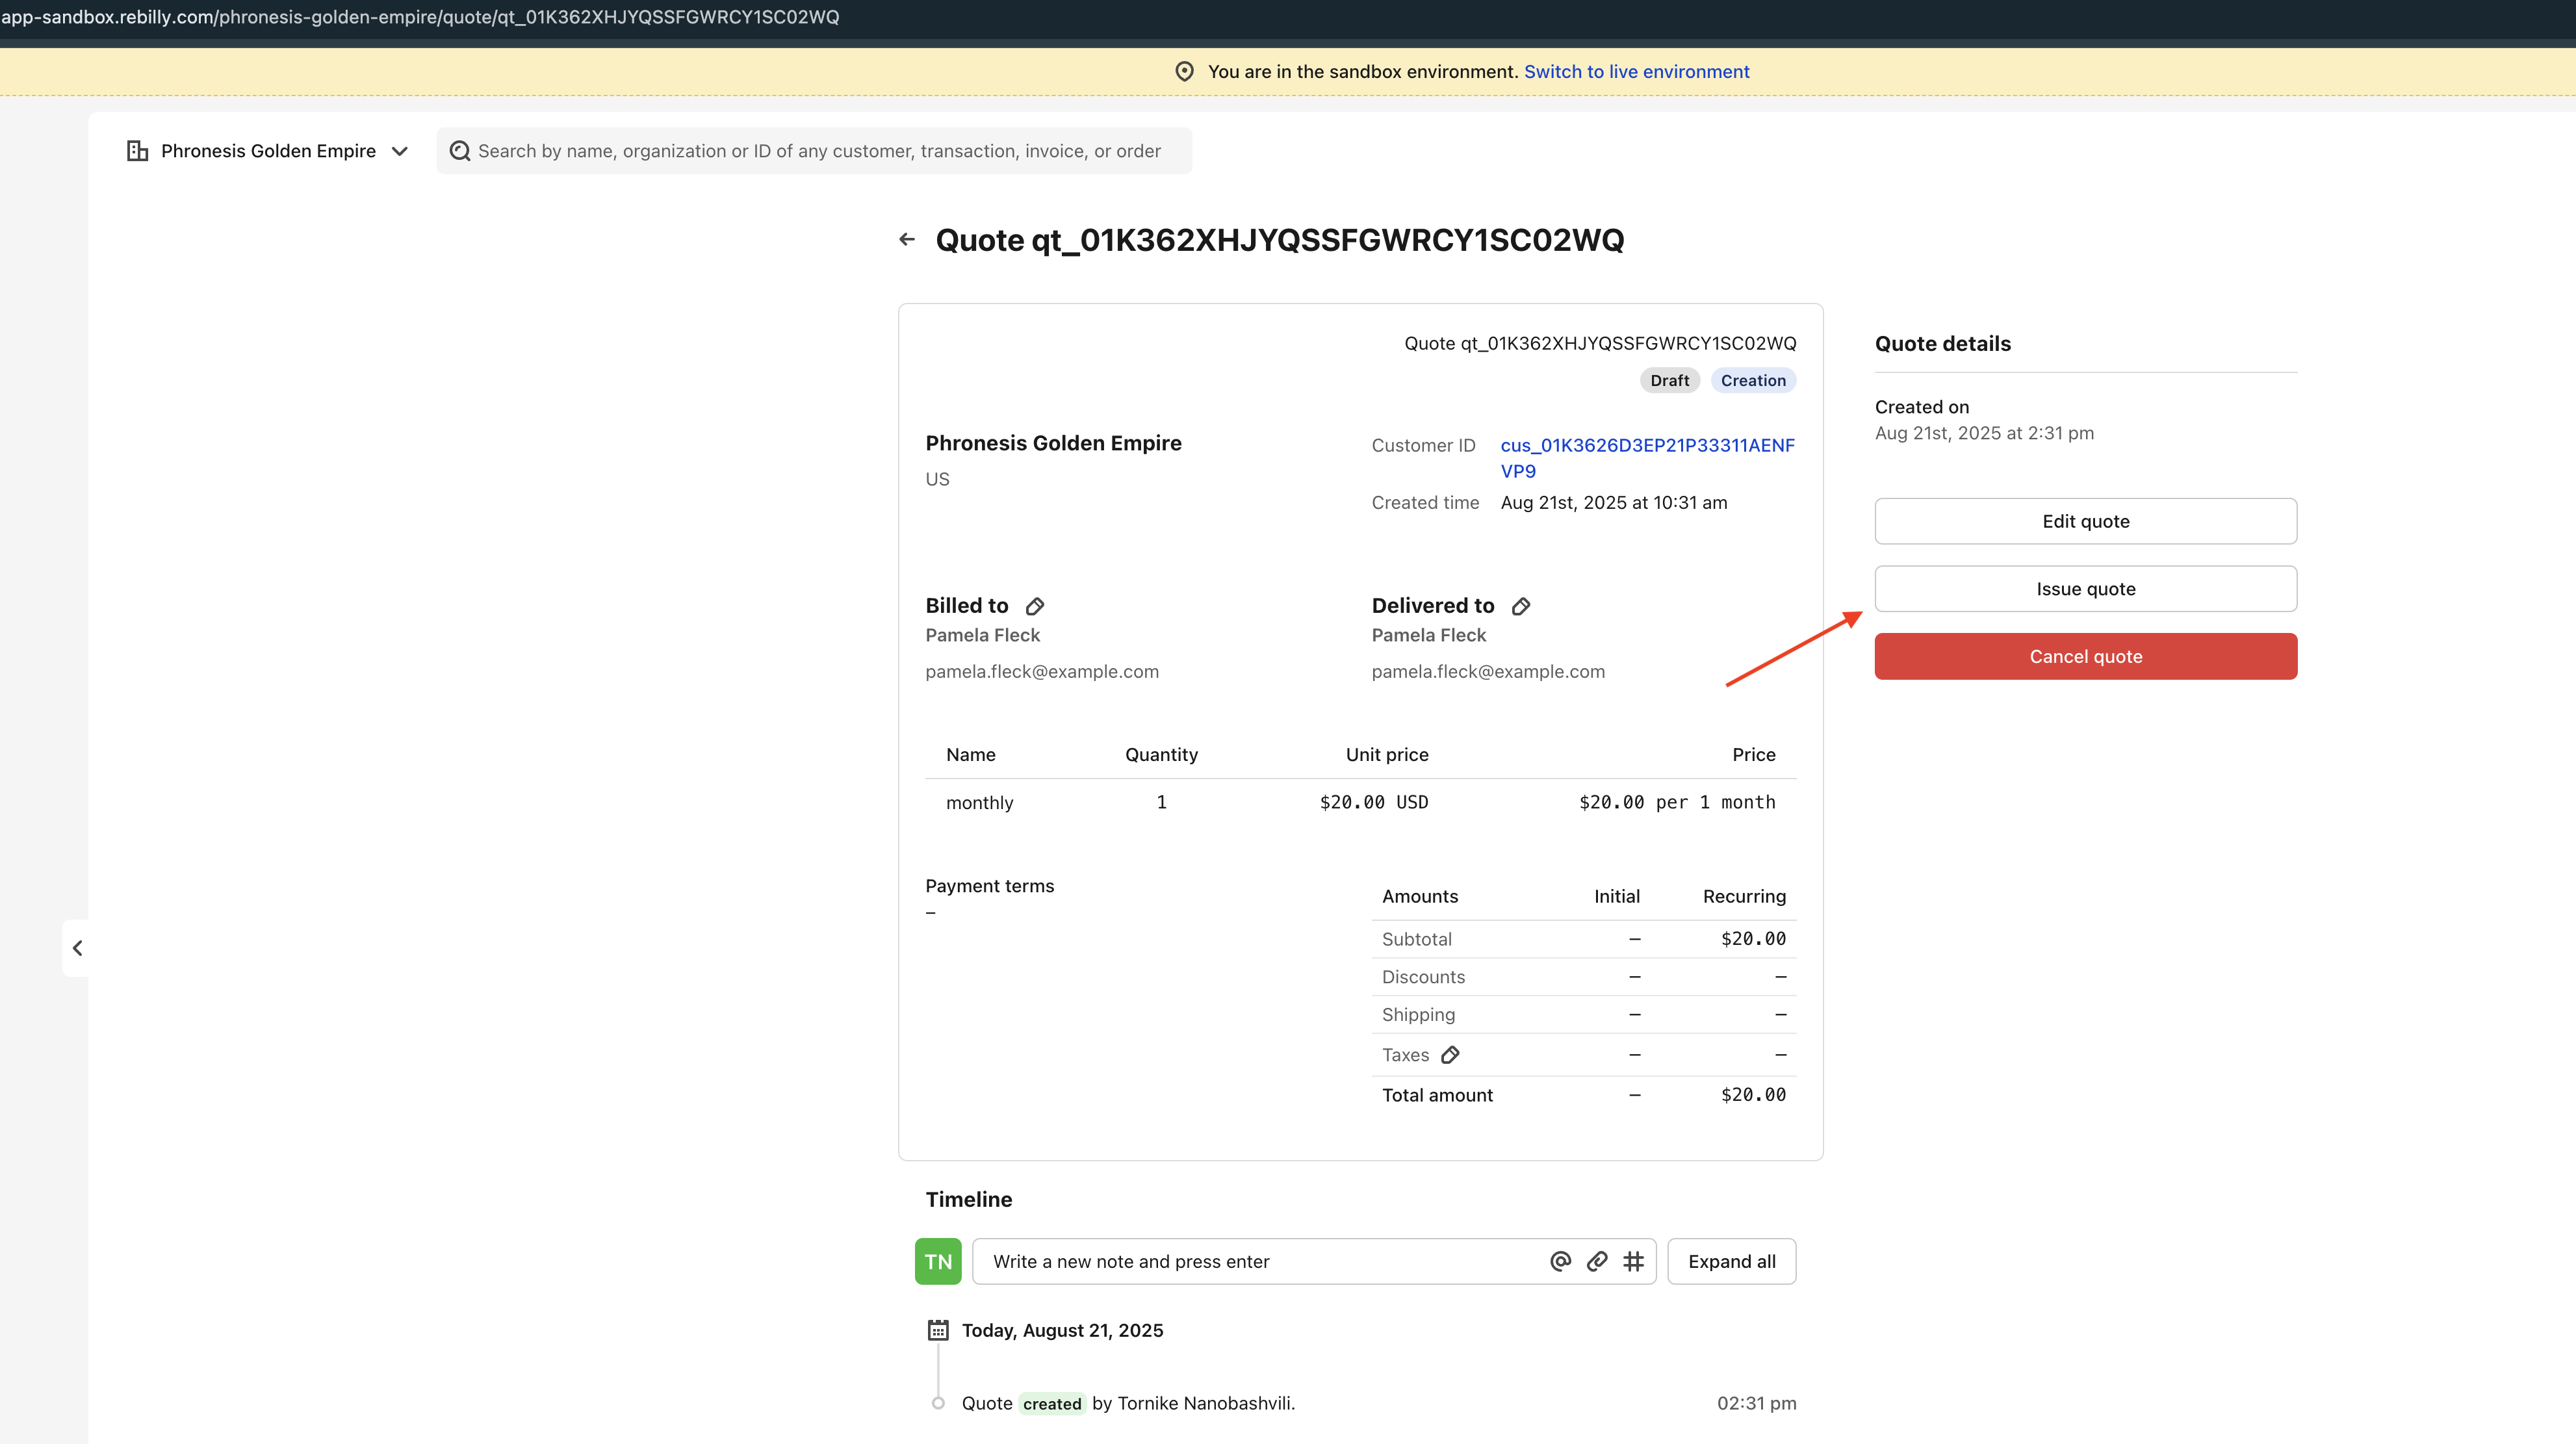 app-sandbox.rebilly.com/phronesis-golden-empire/quote/qt_01K362XHJYQSSFGWRCY1SC02WQ
You are in the sandbox environment. Switch to live environment
Phronesis Golden Empire
Search by name, organization or ID of any customer, transaction, invoice, or order
Quote qt_01K362XHJYQSSFGWRCY1SC02WQ
Quote qt_01K362XHJYQSSFGWRCY1SC02WQ
Draft Creation
Phronesis Golden Empire
US
Customer ID cus_01K3626D3EP21P33311AENF
VP9
Created time Aug 21st, 2025 at 10:31 am
Billed to
Pamela Fleck
pamela.fleck@example.com
Delivered to
Pamela Fleck
pamela.fleck@example.com
Name Quantity Unit price Price
monthly 1 $20.00 USD $20.00 per 1 month
Payment terms
–
Amounts Initial Recurring
Subtotal – $20.00
Discounts – –
Shipping – –
Taxes – –
Total amount – $20.00
Quote details
Created on
Aug 21st, 2025 at 2:31 pm
Edit quote
Issue quote
Cancel quote
Timeline
TN
Write a new note and press enter
Expand all
Today, August 21, 2025
Quote created by Tornike Nanobashvili. 02:31 pm